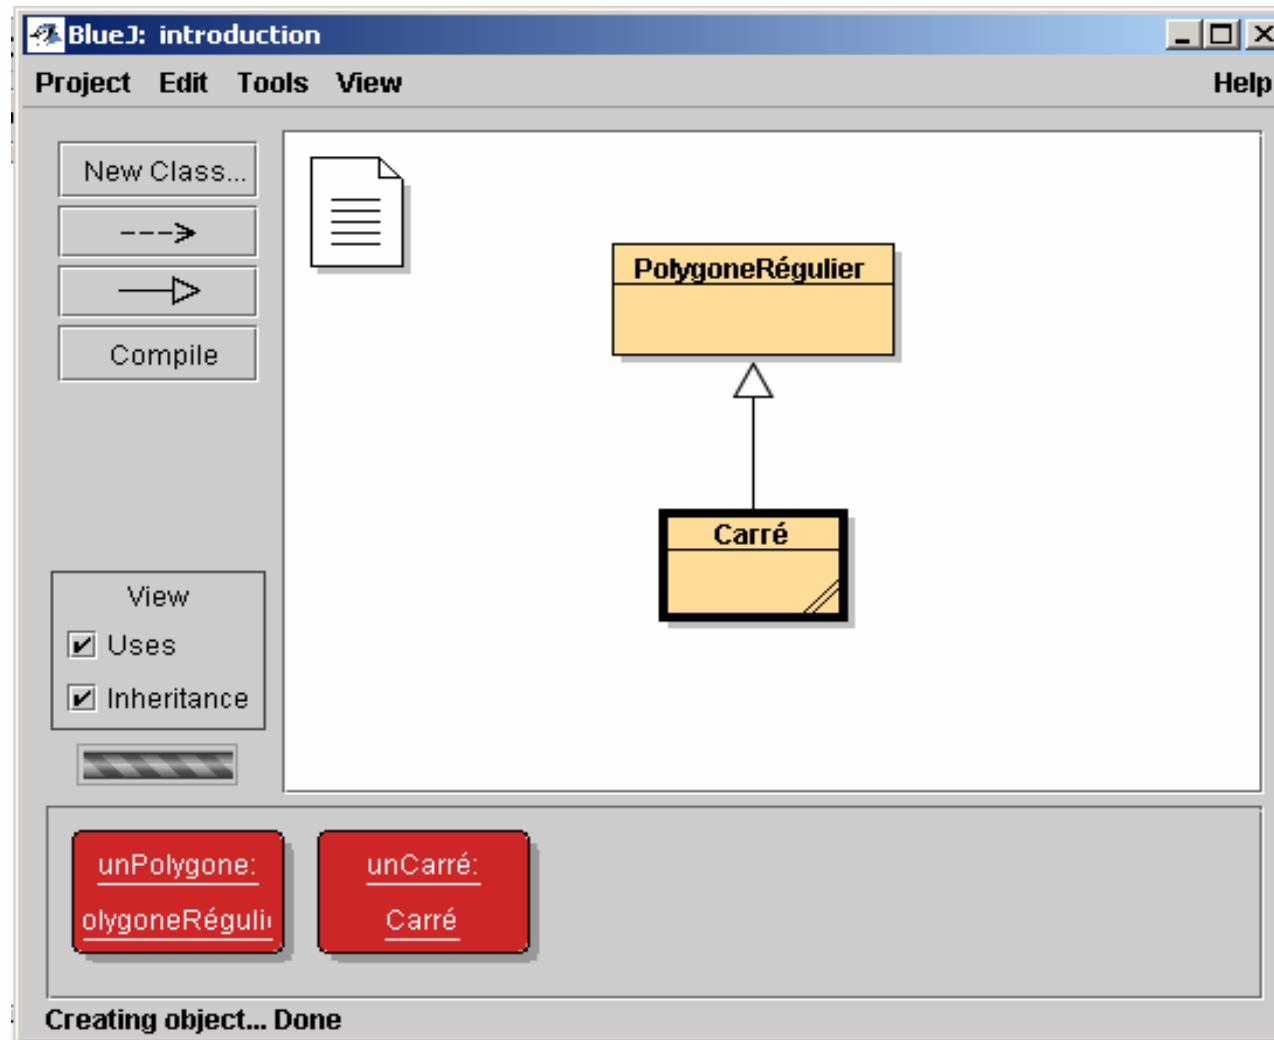 BlueJ: introduction
Project Edit Tools View Help
New Class...
Compile
PolygoneRégulier
Carré
View
Uses
Inheritance
unPolygone:
olygoneRéguli
unCarré:
Carré
Creating object... Done